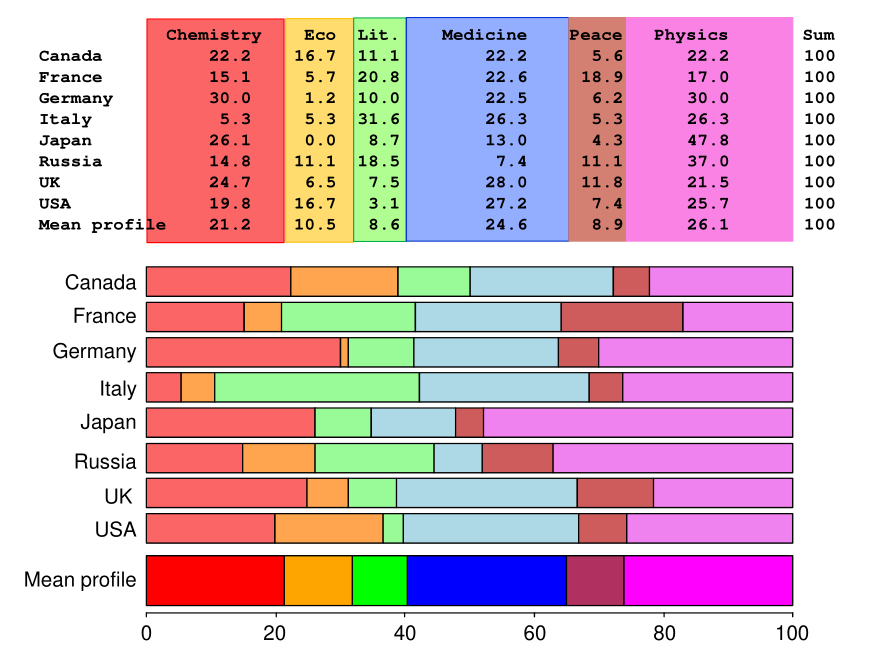 Chemistry Eco Lit. Medicine Peace Physics Sum
Canada 22.2 16.7 11.1 22.2 5.6 22.2 100
France 15.1 5.7 20.8 22.6 18.9 17.0 100
Germany 30.0 1.2 10.0 22.5 6.2 30.0 100
Italy 5.3 5.3 31.6 26.3 5.3 26.3 100
Japan 26.1 0.0 8.7 13.0 4.3 47.8 100
Russia 14.8 11.1 18.5 7.4 11.1 37.0 100
UK 24.7 6.5 7.5 28.0 11.8 21.5 100
USA 19.8 16.7 3.1 27.2 7.4 25.7 100
Mean profile 21.2 10.5 8.6 24.6 8.9 26.1 100
Canada
France
Germany
Italy
Japan
Russia
UK
USA
Mean profile
0 20 40 60 80 100